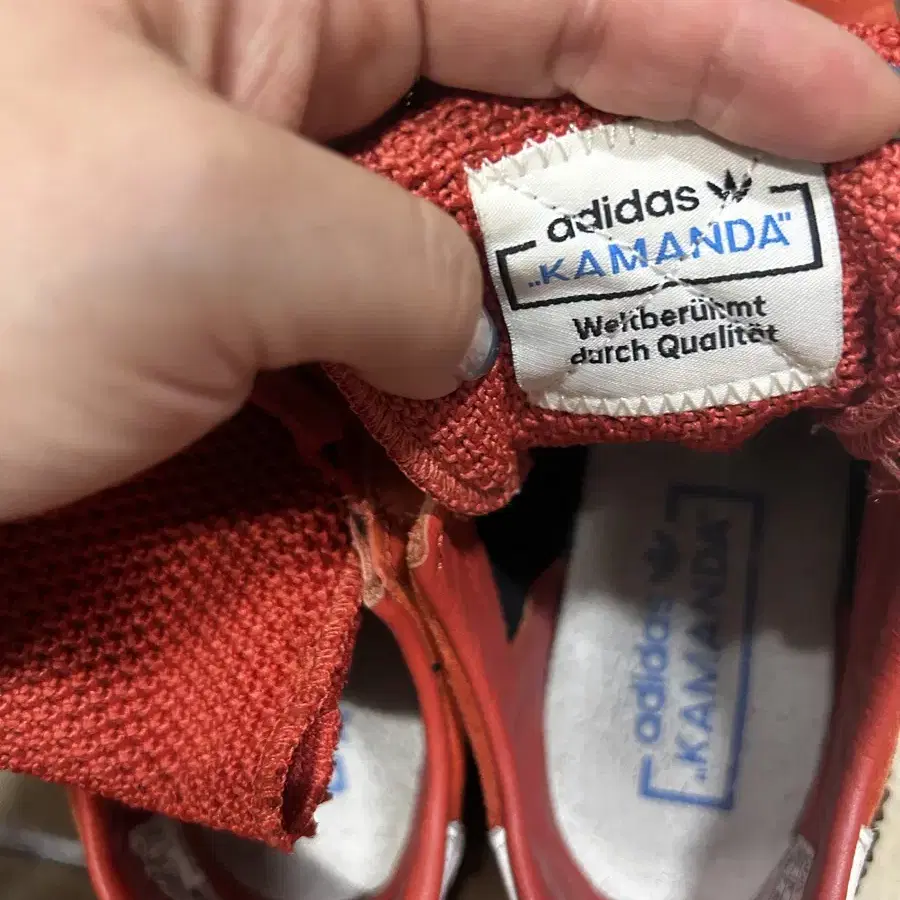 adidas
„KAMANDA"
Weltberühmt
durch Qualität
adidas
„KAMANDA"